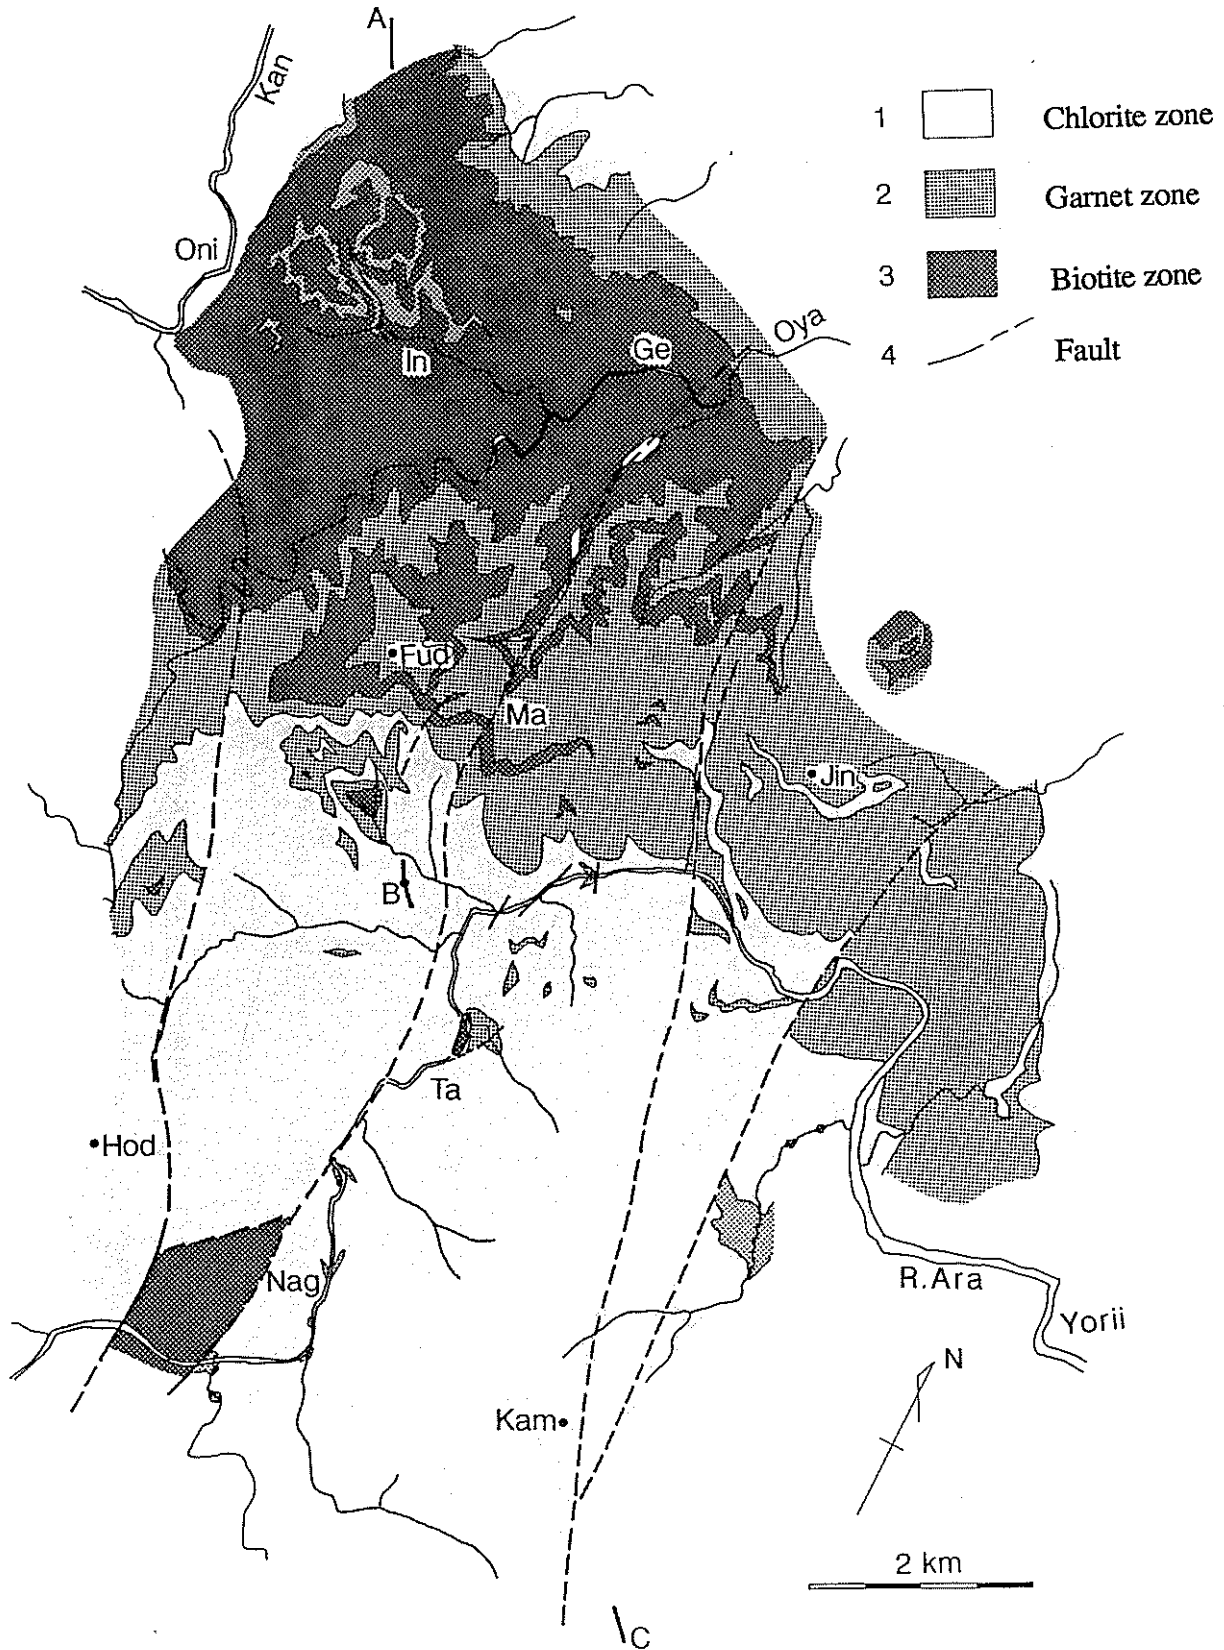 A
Kan
1 Chlorite zone
2 Garnet zone
Oni
3 Biotite zone
Oya
Ge
4 Fault
In
Fud
Ma
Jin
B
Ta
Hod
Nag
R.Ara
Yorii
N
Kam
2 km
C